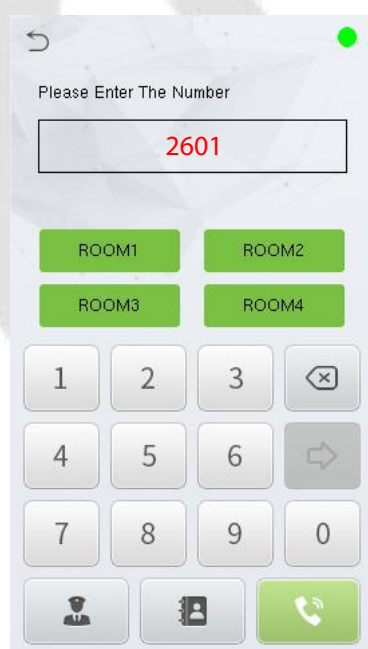 Please Enter The Number
2601
ROOM1 ROOM2
ROOM3 ROOM4
1 2 3
4 5 6
7 8 9 0